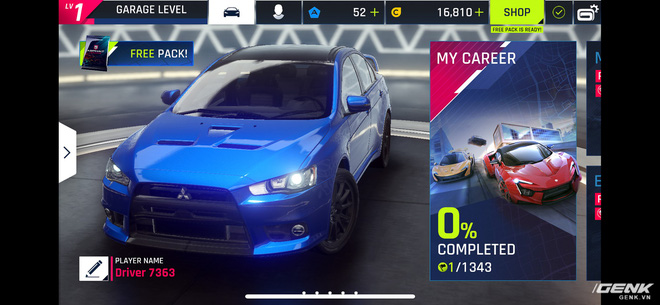 LV 1
GARAGE LEVEL
52 +
16,810 +
SHOP
FREE PACK IS READY!
FREE PACK!
MY CAREER
0%
COMPLETED
1/1343
PLAYER NAME
Driver 7363
GENK
GENK.VN